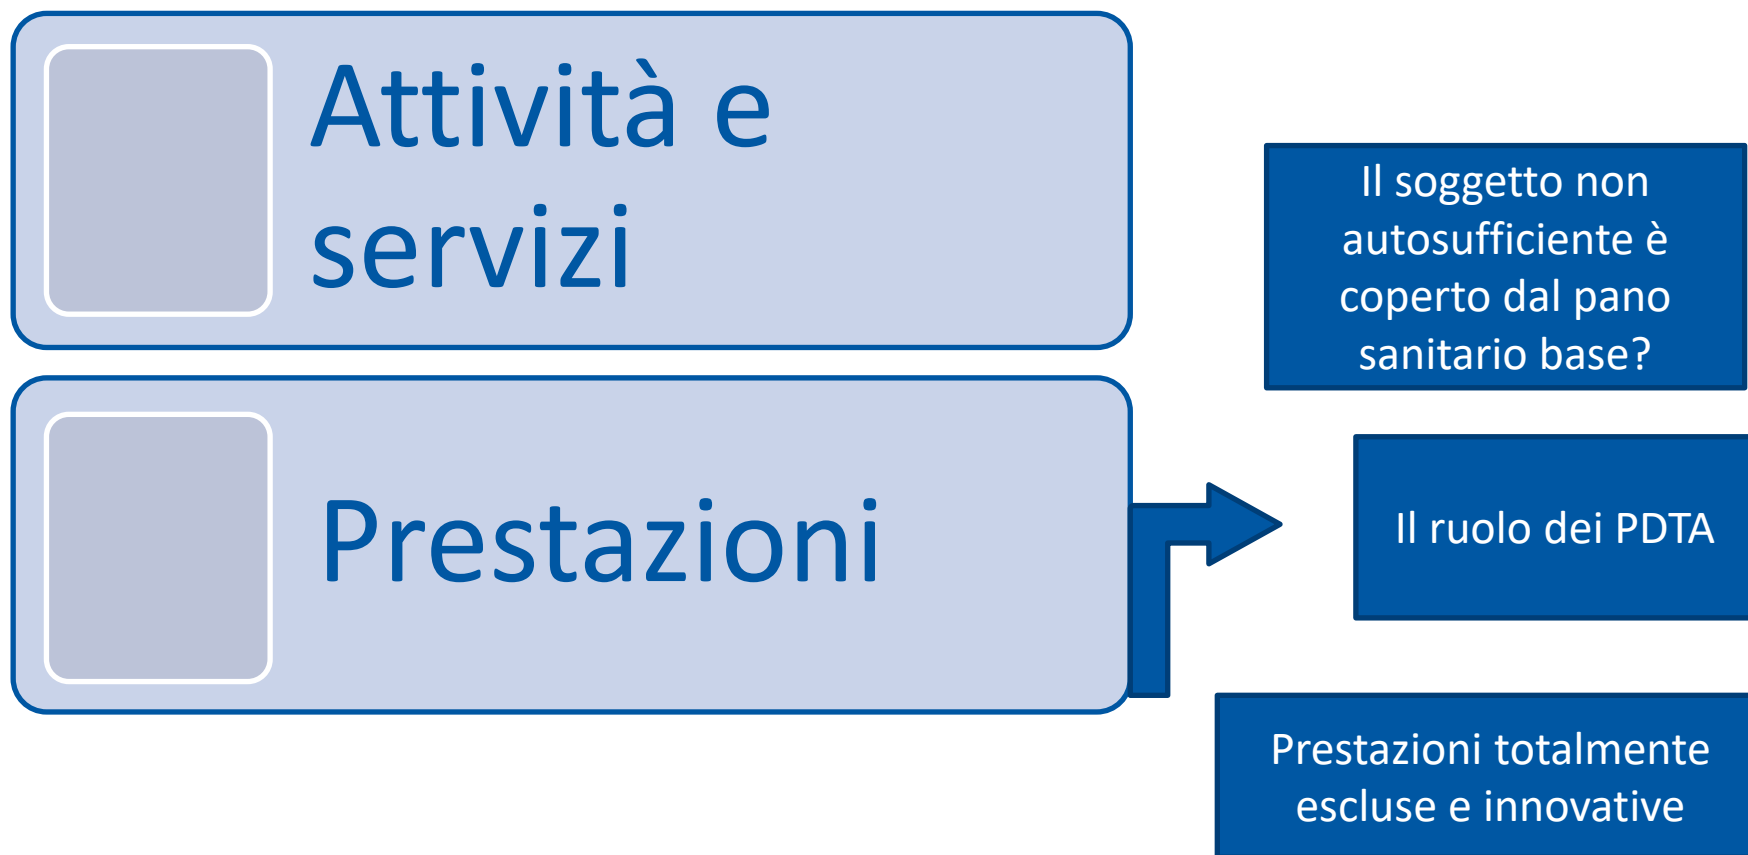 Attività e
servizi
Prestazioni
Il soggetto non
autosufficiente è
coperto dal pano
sanitario base?
Il ruolo dei PDTA
Prestazioni totalmente
escluse e innovative